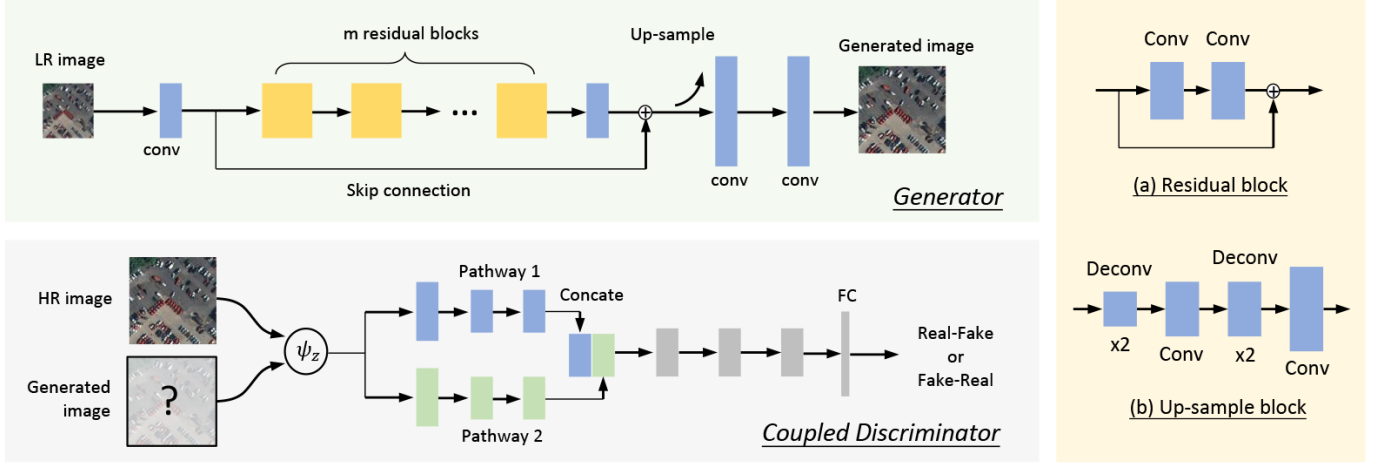 m residual blocks
LR image
Up-sample
Generated image
conv
...
conv
conv
Skip connection
Generator
HR image
Generated
image
?
ψz
Pathway 1
Pathway 2
Concate
FC
Real-Fake
or
Fake-Real
Coupled Discriminator
Conv
Conv
(a) Residual block
Deconv
x2
Conv
Deconv
x2
Conv
(b) Up-sample block